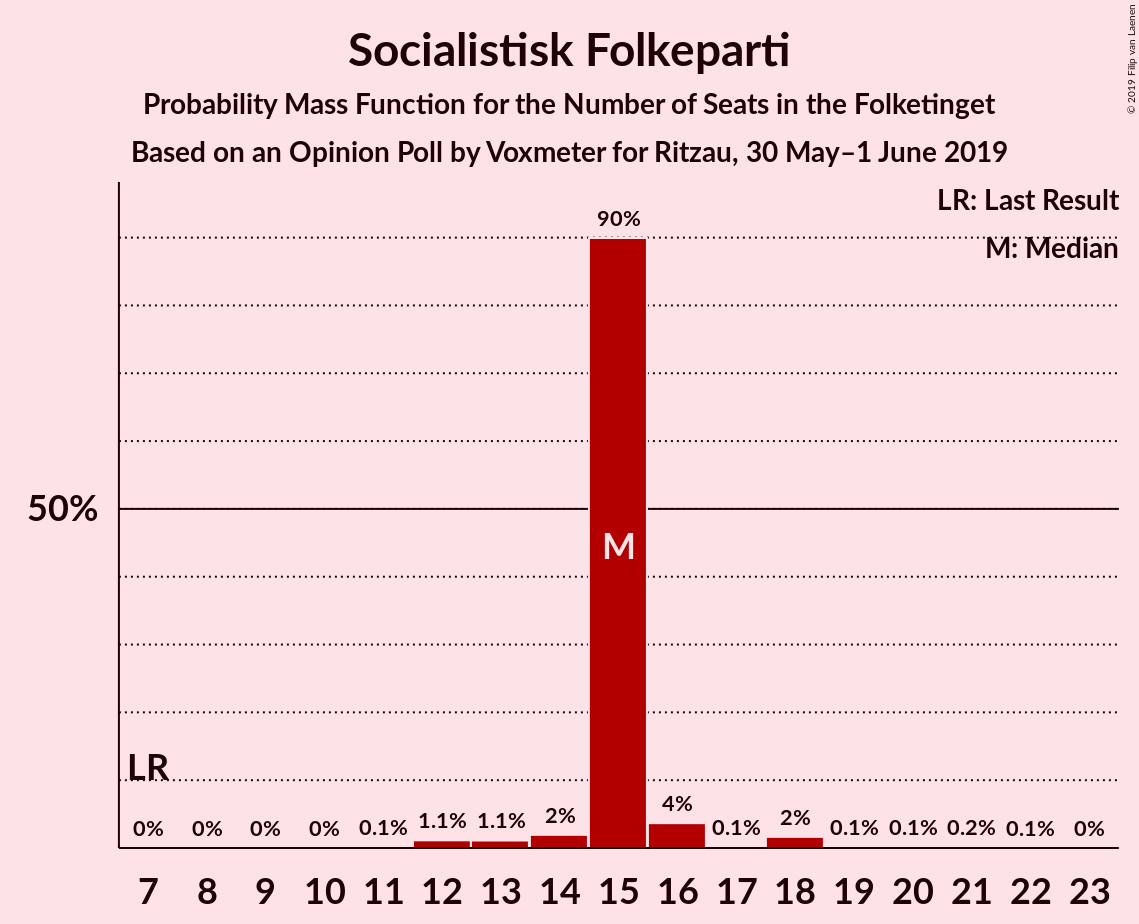 Socialistisk Folkeparti
Probability Mass Function for the Number of Seats in the Folketinget
Based on an Opinion Poll by Voxmeter for Ritzau, 30 May–1 June 2019
© 2019 Filip van Laenen
LR: Last Result
M: Median
90%
50%
M
LR
0% 0% 0% 0% 0.1% 1.1% 1.1% 2% 4% 0.1% 2% 0.1% 0.1% 0.2% 0.1% 0%
7 8 9 10 11 12 13 14 15 16 17 18 19 20 21 22 23